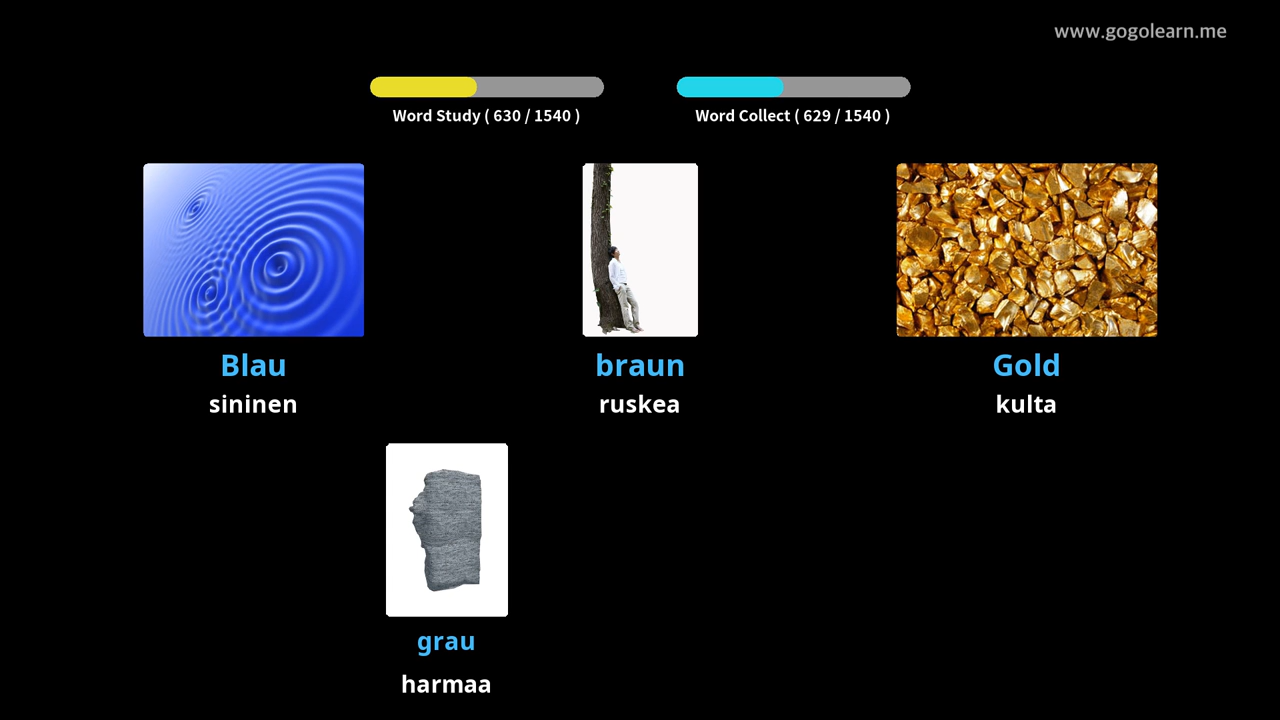 www.gogolearn.me
Word Study ( 630 / 1540 )
Word Collect ( 629 / 1540 )
Blau
sininen
braun
ruskea
Gold
kulta
grau
harmaa